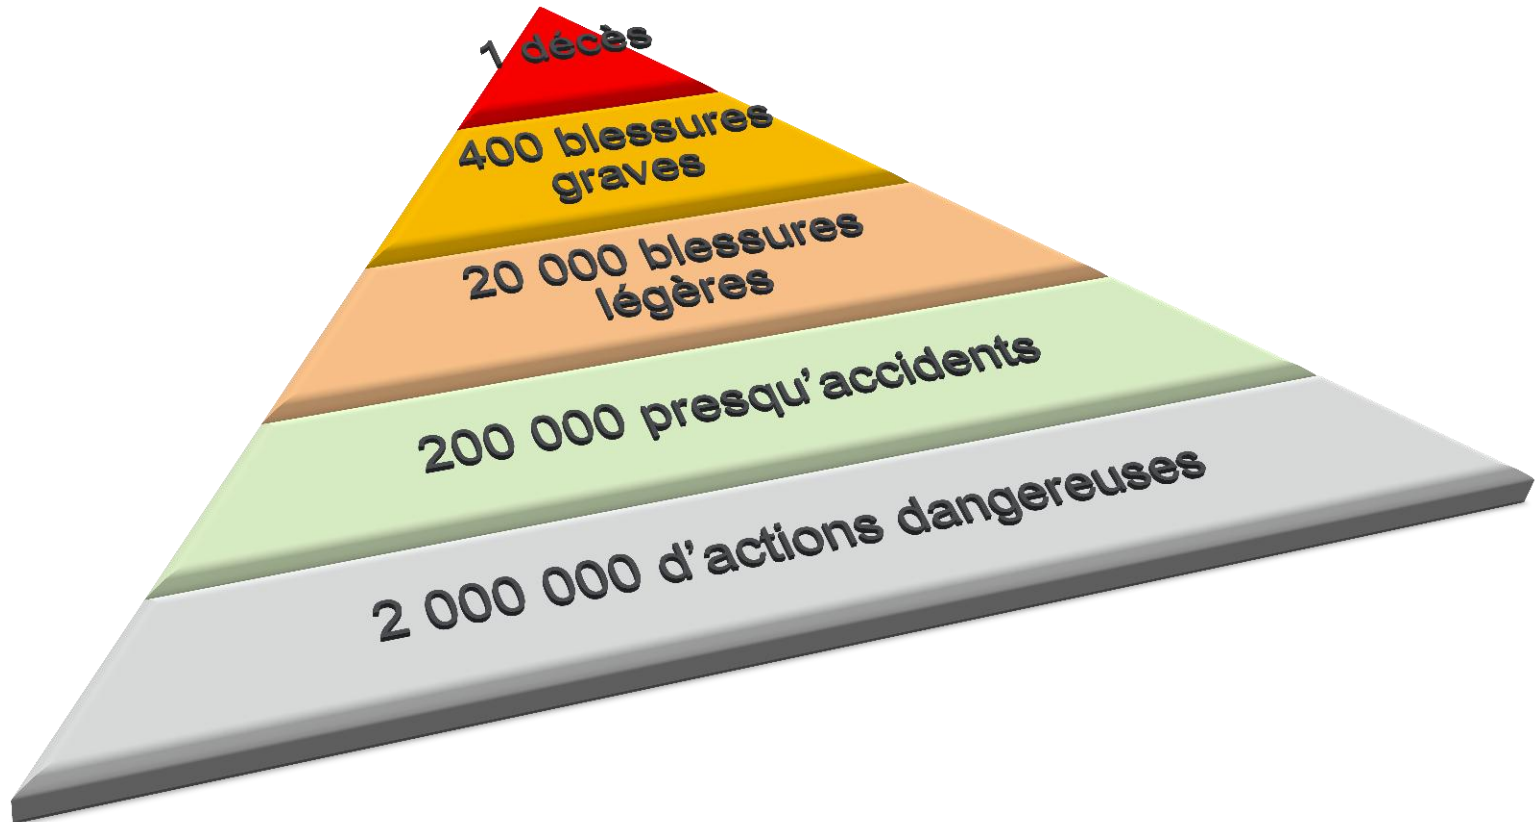 1 décès
400 blessures
graves
20 000 blessures
légères
200 000 presqu’accidents
2 000 000 d’actions dangereuses